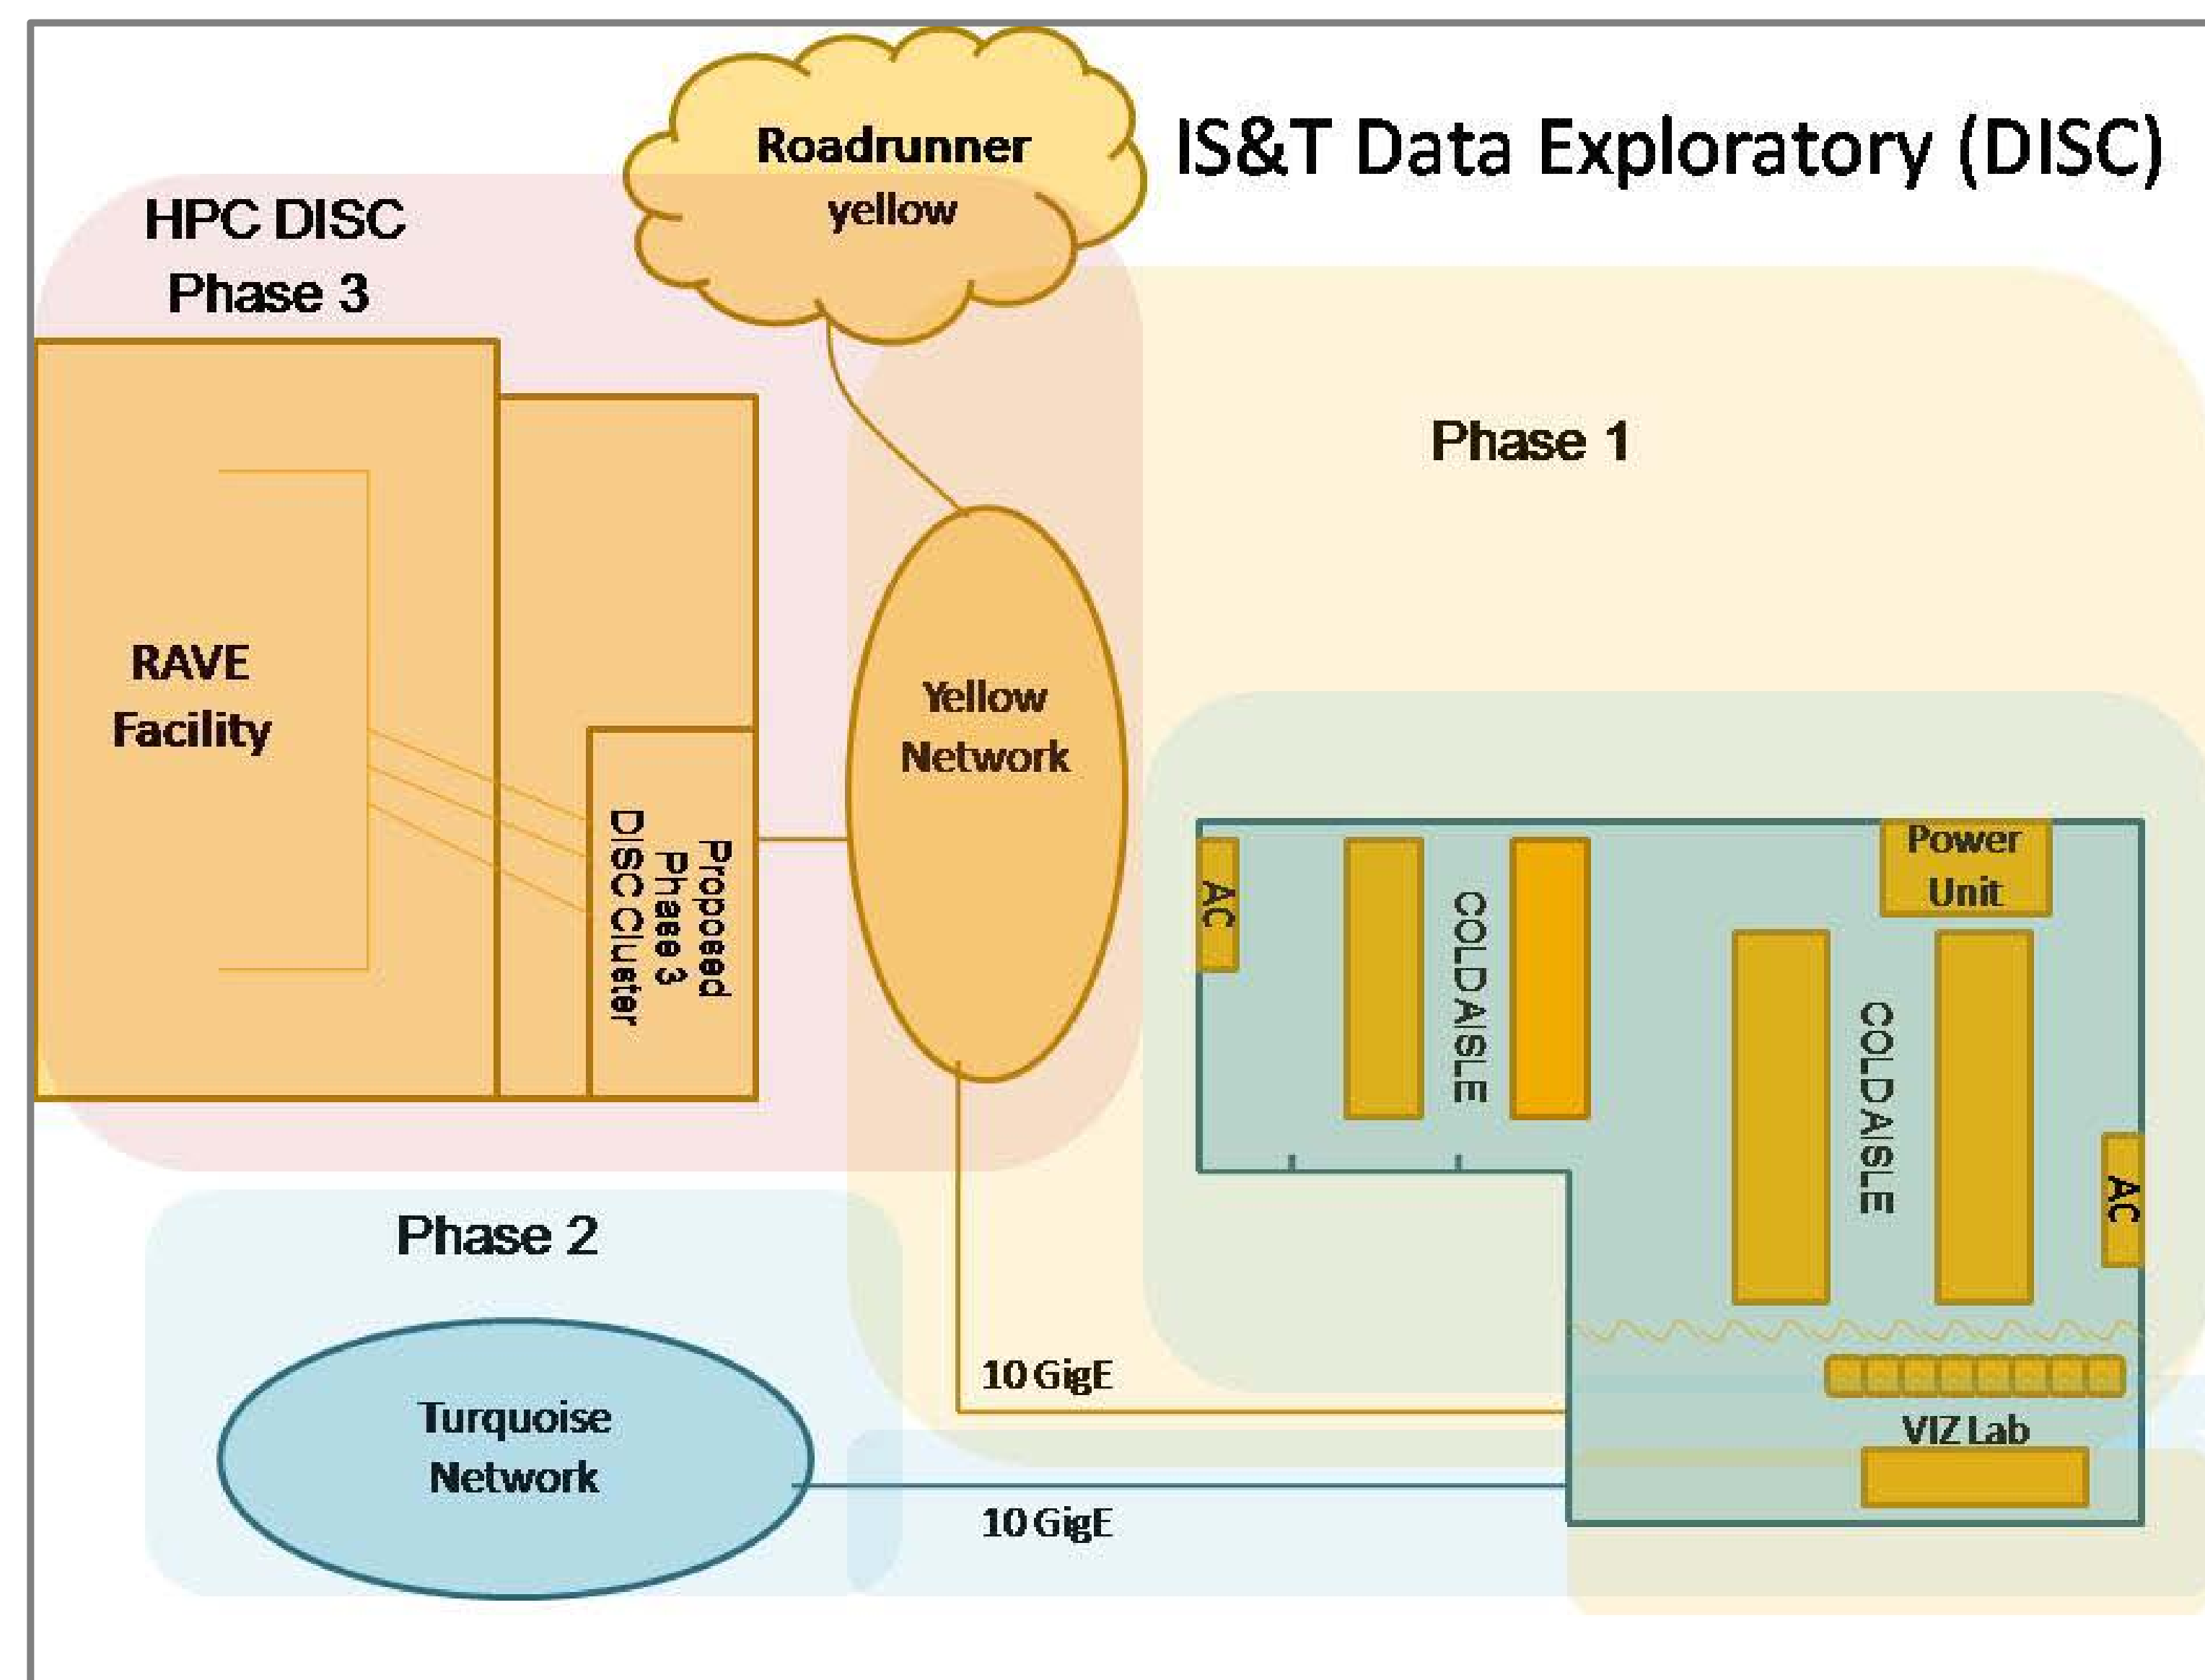 IS&T Data Exploratory (DISC)
Roadrunner
yellow
HPC DISC
Phase 3
Phase 1
RAVE
Facility
Proposed
Phase 3
DISC Cluster
Yellow
Network
AC
COLD AISLE
Power
Unit
COLD AISLE
AC
VIZ Lab
10 GigE
Phase 2
Turquoise
Network
10 GigE